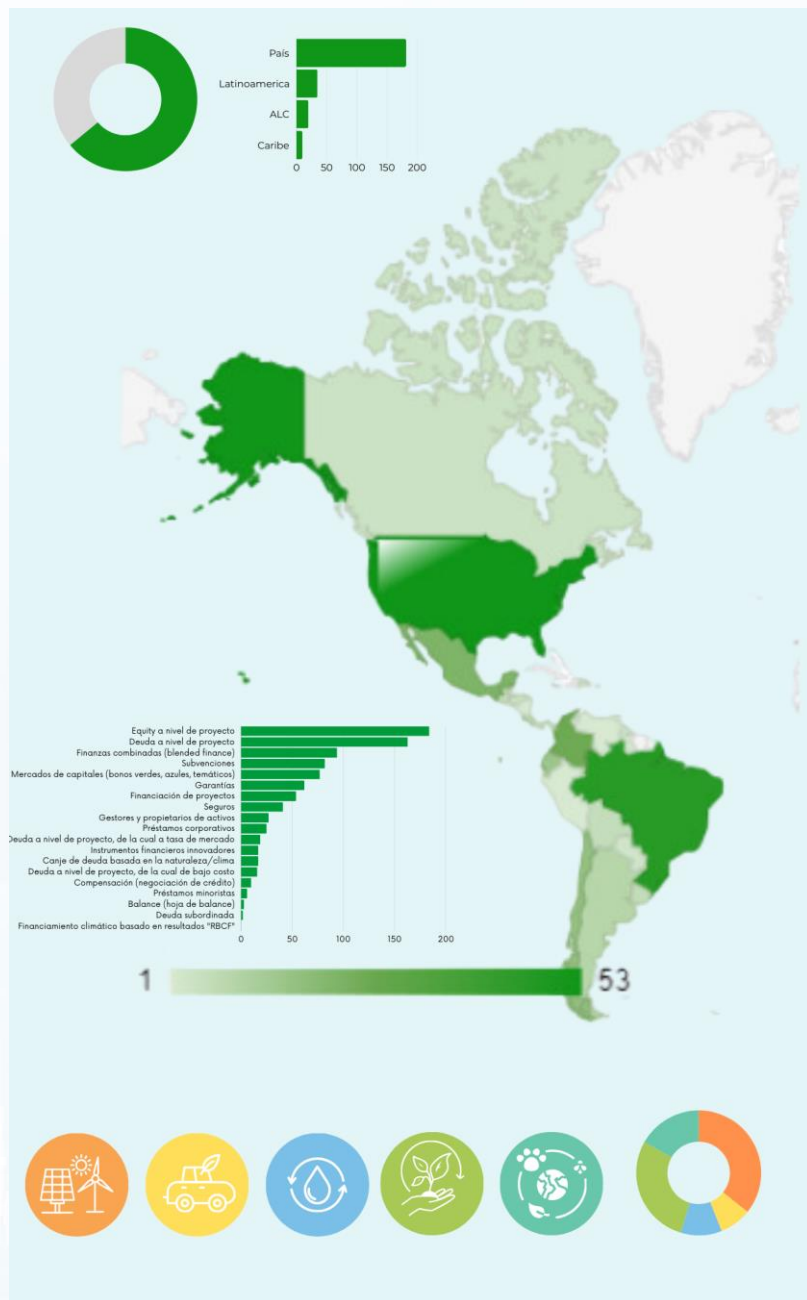 País
Latinoamerica
ALC
Caribe
0 50 100 150 200
Equity a nivel de proyecto
Deuda a nivel de proyecto
Finanzas combinadas (blended finance)
Subvenciones
Mercados de capitales (bonos verdes, azules, temáticos)
Garantías
Financiación de proyectos
Seguros
Gestores y propietarios de activos
Préstamos corporativos
Deuda a nivel de proyecto, de la cual a tasa de mercado
Instrumentos financieros innovadores
Canje de deuda basada en la naturaleza/clima
Deuda a nivel de proyecto, de la cual de bajo costo
Compensación (negociación de crédito)
Préstamos minoristas
Balance (hoja de balance)
Deuda subordinada
Financiamiento climático basado en resultados "RBCF"
0 50 100 150 200
1 53